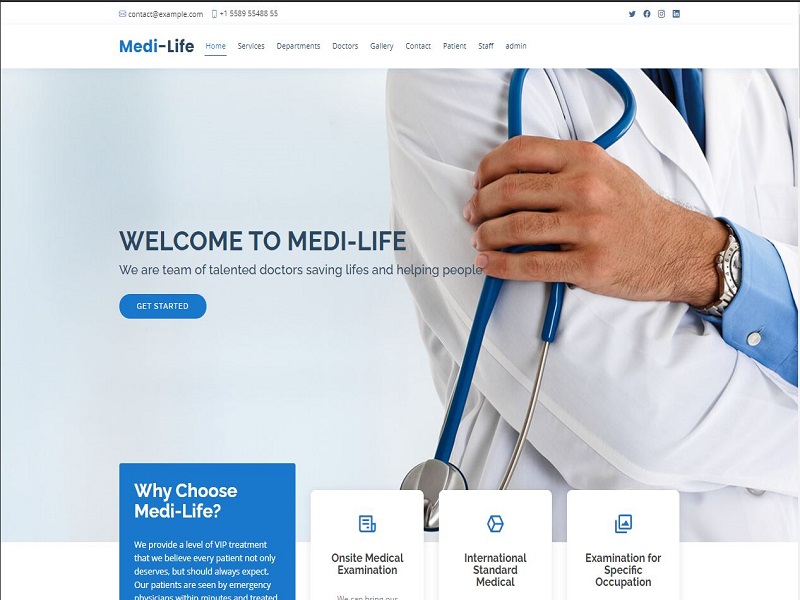 contact@example.com +1 5589 55488 55
Medi-Life Home Services Departments Doctors Gallery Contact Patient Staff admin
WELCOME TO MEDI-LIFE
We are team of talented doctors saving lifes and helping people
GET STARTED
Why Choose
Medi-Life?
We provide a level of VIP treatment
that we believe every patient not only
deserves, but should always expect.
Our patients are seen by emergency
physicians within minutes and treated
Onsite Medical
Examination
We can bring our
International
Standard
Medical
Examination for
Specific
Occupation